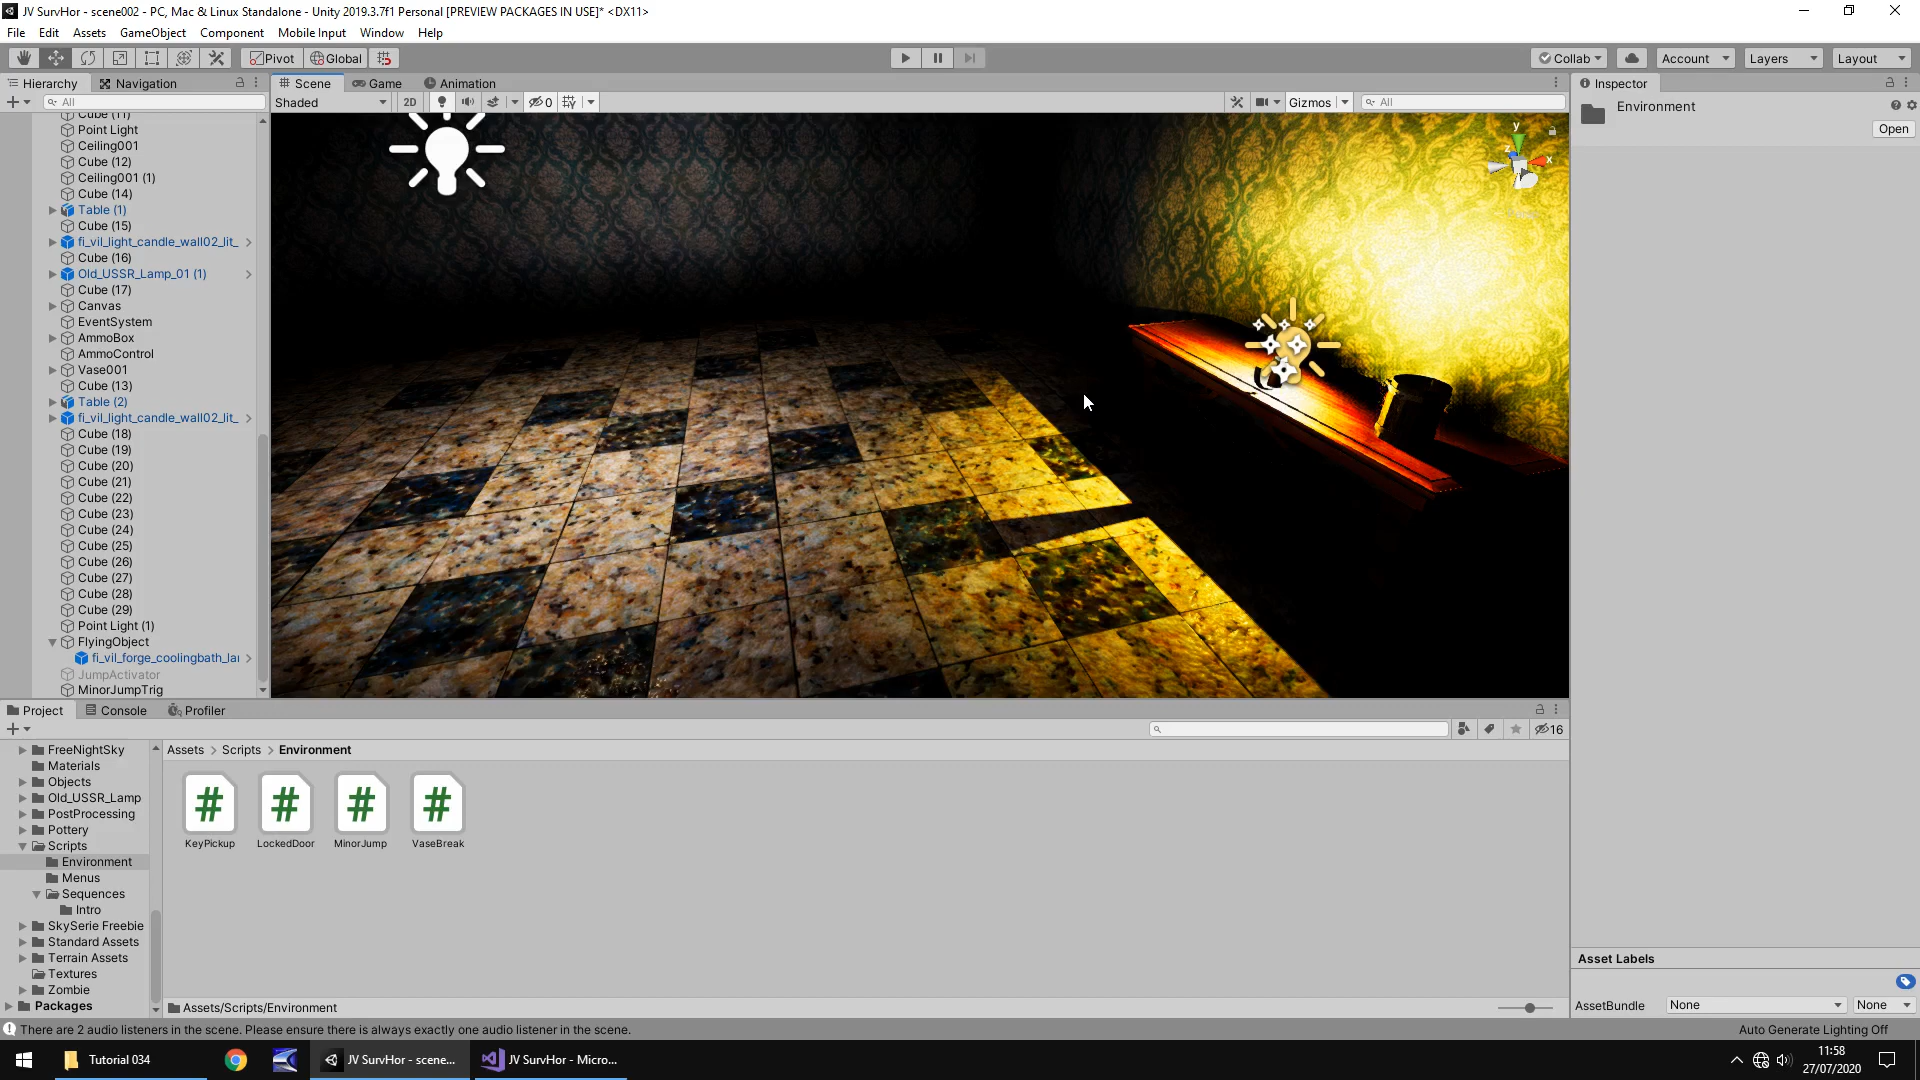 JV SurvHor - scene002 - PC, Mac & Linux Standalone - Unity 2019.3.7f1 Personal [PREVIEW PACKAGES IN USE]* <DX11>
File Edit Assets GameObject Component Mobile Input Window Help
Pivot Global Collab Account Layers Layout
Hierarchy Navigation Scene Game Animation Inspector
All Shaded 2D 0 Gizmos All
Environment
Open
Cube (11)
Point Light
Ceiling001
Cube (12)
Ceiling001 (1)
Cube (14)
Table (1)
Cube (15)
fi_vil_light_candle_wall02_lit_
Cube (16)
Old_USSR_Lamp_01 (1)
Cube (17)
Canvas
EventSystem
AmmoBox
AmmoControl
Vase001
Cube (13)
Table (2)
fi_vil_light_candle_wall02_lit_
Cube (18)
Cube (19)
Cube (20)
Cube (21)
Cube (22)
Cube (23)
Cube (24)
Cube (25)
Cube (26)
Cube (27)
Cube (28)
Cube (29)
Point Light (1)
FlyingObject
fi_vil_forge_coolingbath_lar
JumpActivator
MinorJumpTrig
y
z
x
Project Console Profiler
16
FreeNightSky
Materials
Objects
Old_USSR_Lamp
PostProcessing
Pottery
Scripts
Environment
Menus
Sequences
Intro
SkySerie Freebie
Standard Assets
Terrain Assets
Textures
Zombie
Packages
Assets > Scripts > Environment
# # # #
KeyPickup LockedDoor MinorJump VaseBreak
Assets/Scripts/Environment
Asset Labels
AssetBundle None None
There are 2 audio listeners in the scene. Please ensure there is always exactly one audio listener in the scene.
Auto Generate Lighting Off
Tutorial 034
JV SurvHor - scene...
JV SurvHor - Micro...
11:58
27/07/2020